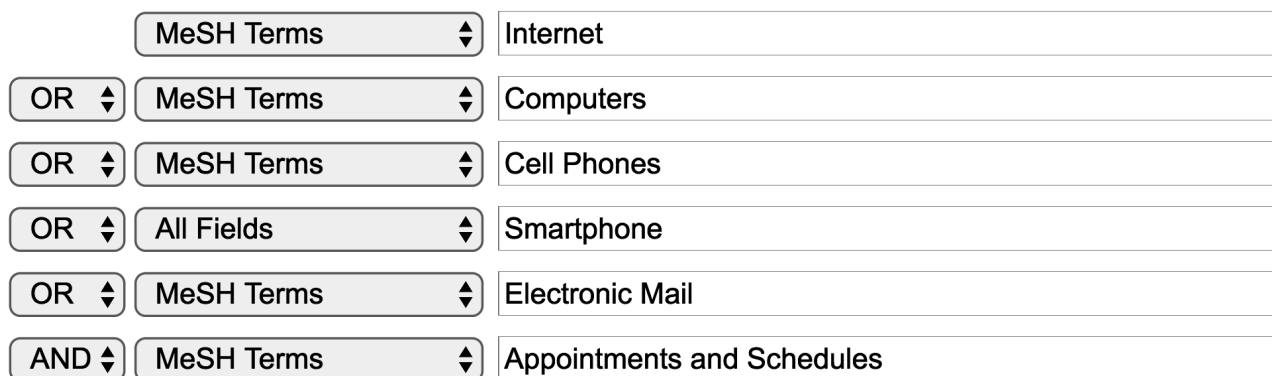 MeSH Terms Internet
OR MeSH Terms Computers
OR MeSH Terms Cell Phones
OR All Fields Smartphone
OR MeSH Terms Electronic Mail
AND MeSH Terms Appointments and Schedules